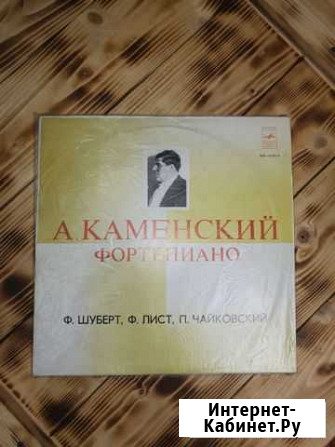 А. КАМЕНСКИЙ
ФОРТЕПИАНО
Ф. ШУБЕРТ, Ф. ЛИСТ, П. ЧАЙКОВСКИЙ
Интернет-
Кабинет.Ру